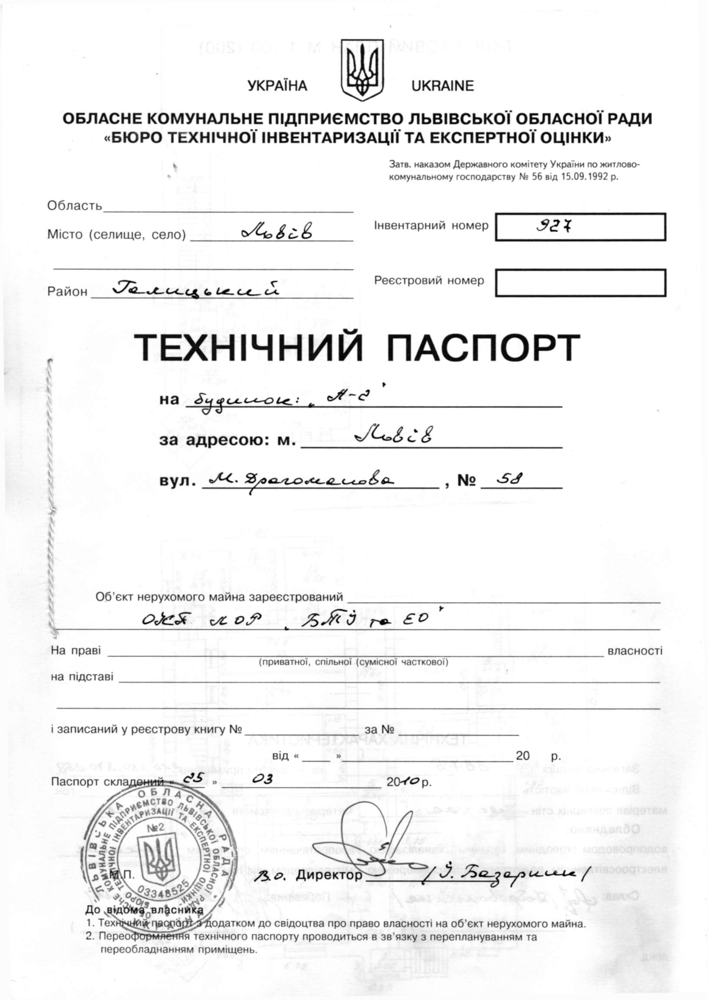 УКРАЇНА UKRAINE
ОБЛАСНЕ КОМУНАЛЬНЕ ПІДПРИЄМСТВО ЛЬВІВСЬКОЇ ОБЛАСНОЇ РАДИ
«БЮРО ТЕХНІЧНОЇ ІНВЕНТАРИЗАЦІЇ ТА ЕКСПЕРТНОЇ ОЦІНКИ»
Затв. наказом Державного комітету України по житлово-
комунальному господарству № 56 від 15.09.1992 р.
Область
Місто (селище, село) Львів
Інвентарний номер 927
Район Галицький
Реєстровий номер
ТЕХНІЧНИЙ ПАСПОРТ
на будинок: „А-2"
за адресою: м. Львів
вул. М. Драгоманова, № 58
Об'єкт нерухомого майна зареєстрований
ОКП ЛОР „БТІ та ЕО"
На праві власності
(приватної, спільної (сумісної часткової)
на підставі
і записаний у реєстрову книгу № за №
від « » 20 р.
Паспорт складений « 25 » 03 2010 р.
ЛЬВІВСЬКА ОБЛАСНА РАДА * УКРАЇНА *
ОБЛАСНЕ КОМУНАЛЬНЕ ПІДПРИЄМСТВО ЛЬВІВСЬКОЇ ОБЛАСНОЇ РАДИ
БЮРО ТЕХНІЧНОЇ ІНВЕНТАРИЗАЦІЇ ТА ЕКСПЕРТНОЇ ОЦІНКИ
№2
03348525
М.П.
В.о. Директор
До відома власника
1. Технічний паспорт з додатком до свідоцтва про право власності на об'єкт нерухомого майна.
2. Переоформлення технічного паспорту проводиться в зв'язку з переплануванням та
переобладнанням приміщень.